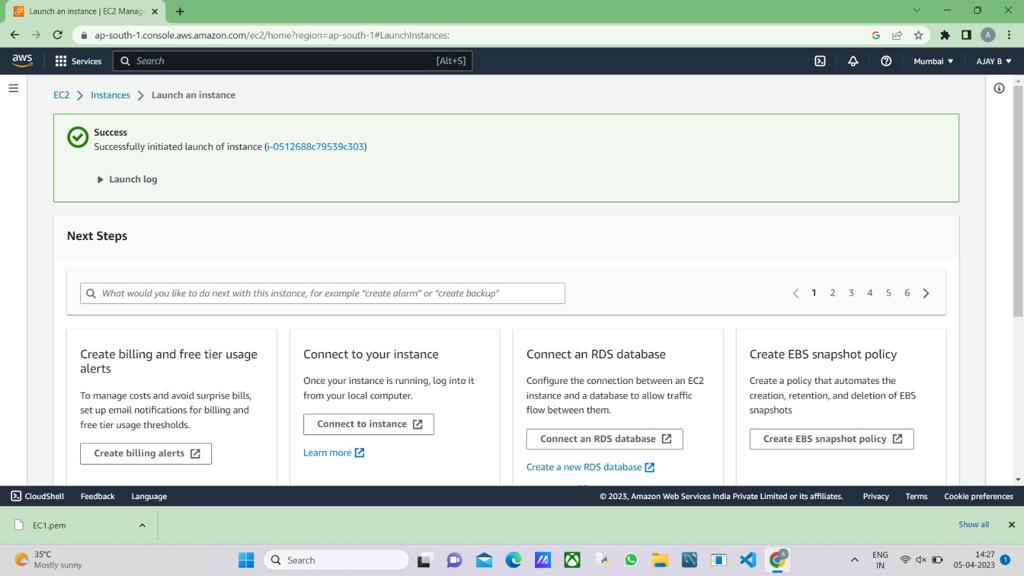 Launch an instance | EC2 Manag
ap-south-1.console.aws.amazon.com/ec2/home?region=ap-south-1#LaunchInstances:
A
aws
Services
Search
[Alt+S]
Mumbai ▼
AJAY B ▼
EC2 > Instances > Launch an instance
Success
Successfully initiated launch of instance (i-0512688c79539c303)
Launch log
Next Steps
What would you like to do next with this instance, for example "create alarm" or "create backup"
< 1 2 3 4 5 6 >
Create billing and free tier usage
alerts
To manage costs and avoid surprise bills,
set up email notifications for billing and
free tier usage thresholds.
Create billing alerts
Connect to your instance
Once your instance is running, log into it
from your local computer.
Connect to instance
Learn more
Connect an RDS database
Configure the connection between an EC2
instance and a database to allow traffic
flow between them.
Connect an RDS database
Create a new RDS database
Create EBS snapshot policy
Create a policy that automates the
creation, retention, and deletion of EBS
snapshots
Create EBS snapshot policy
CloudShell
Feedback
Language
© 2023, Amazon Web Services India Private Limited or its affiliates.
Privacy
Terms
Cookie preferences
EC1.pem
Show all
35°C
Mostly sunny
Search
ENG
IN
14:27
05-04-2023
1